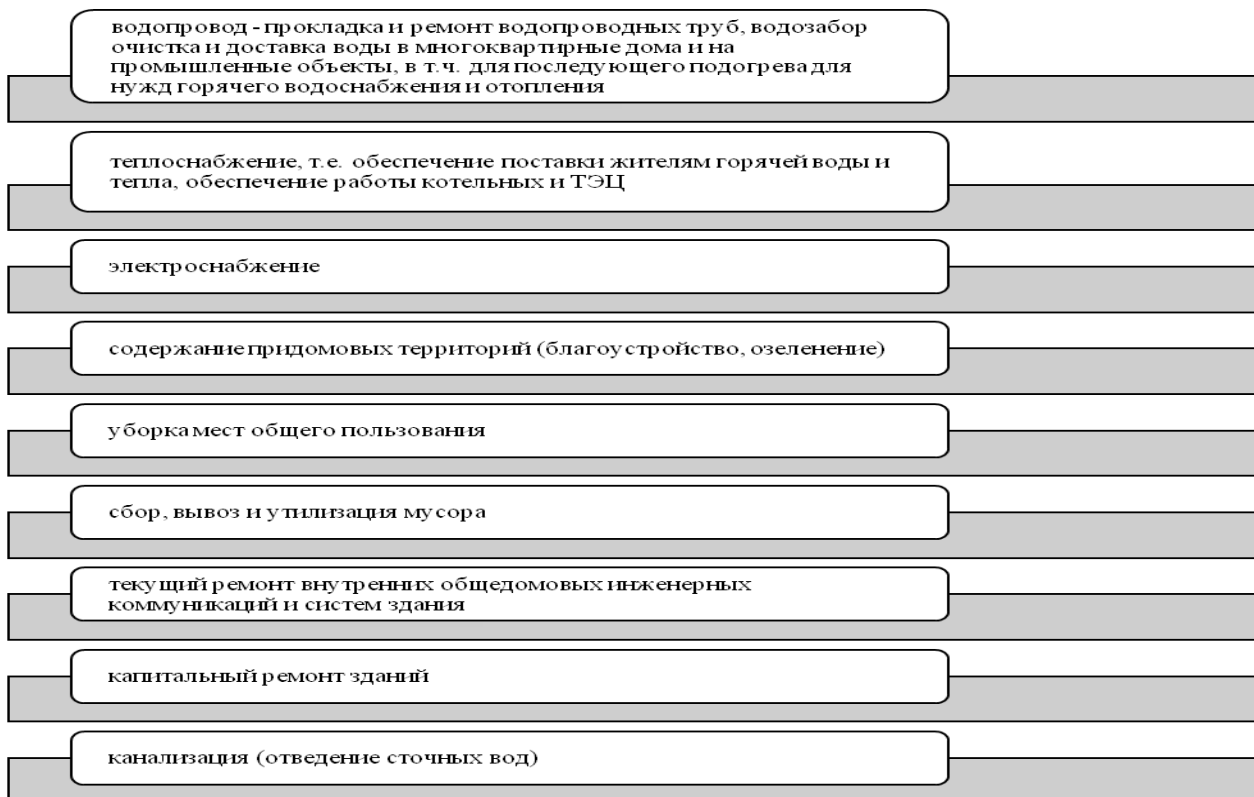 водопровод - прокладка и ремонт водопроводных труб, водозабор
очистка и доставка воды в многоквартирные дома и на
промышленные объекты, в т.ч. для последующего подогрева для
нужд горячего водоснабжения и отопления
теплоснабжение, т.е. обеспечение поставки жителям горячей воды и
тепла, обеспечение работы котельных и ТЭЦ
электроснабжение
содержание придомовых территорий (благоустройство, озеленение)
уборка мест общего пользования
сбор, вывоз и утилизация мусора
текущий ремонт внутренних общедомовых инженерных
коммуникаций и систем здания
капитальный ремонт зданий
канализация (отведение сточных вод)